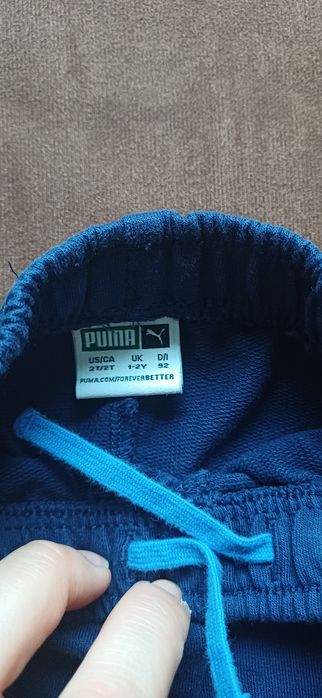 PUMA
US/CA UK D/I
2T/2T 1-2Y 92
PUMA.COM/FOREVERBETTER